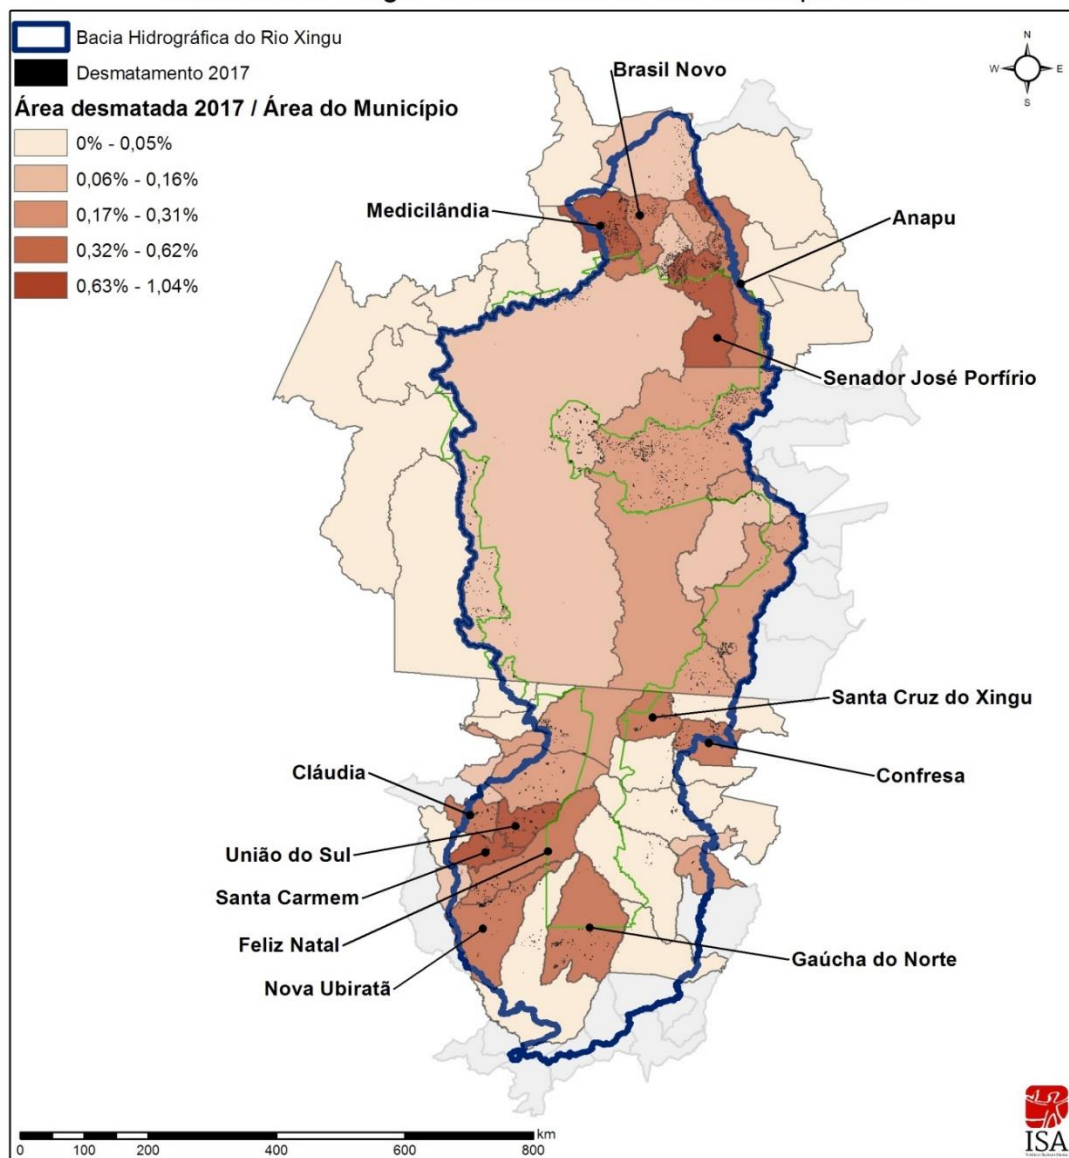 Bacia Hidrográfica do Rio Xingu
Desmatamento 2017
Área desmatada 2017 / Área do Município
0% - 0,05%
0,06% - 0,16%
0,17% - 0,31%
0,32% - 0,62%
0,63% - 1,04%
N
W E
S
Brasil Novo
Medicilândia
Anapu
Senador José Porfírio
Santa Cruz do Xingu
Confresa
Cláudia
União do Sul
Santa Carmem
Feliz Natal
Nova Ubiratã
Gaúcha do Norte
km
0 100 200 400 600 800
ISA